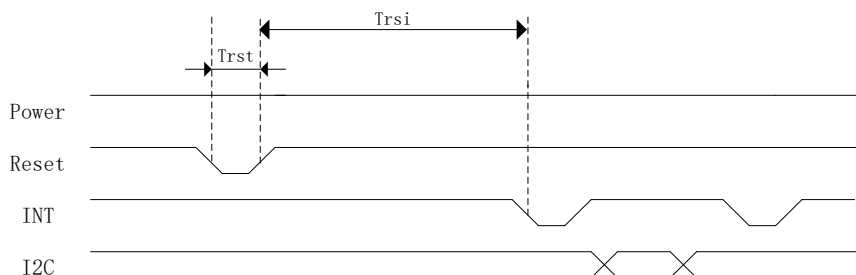 Trsi
Trst
Power
Reset
INT
I2C